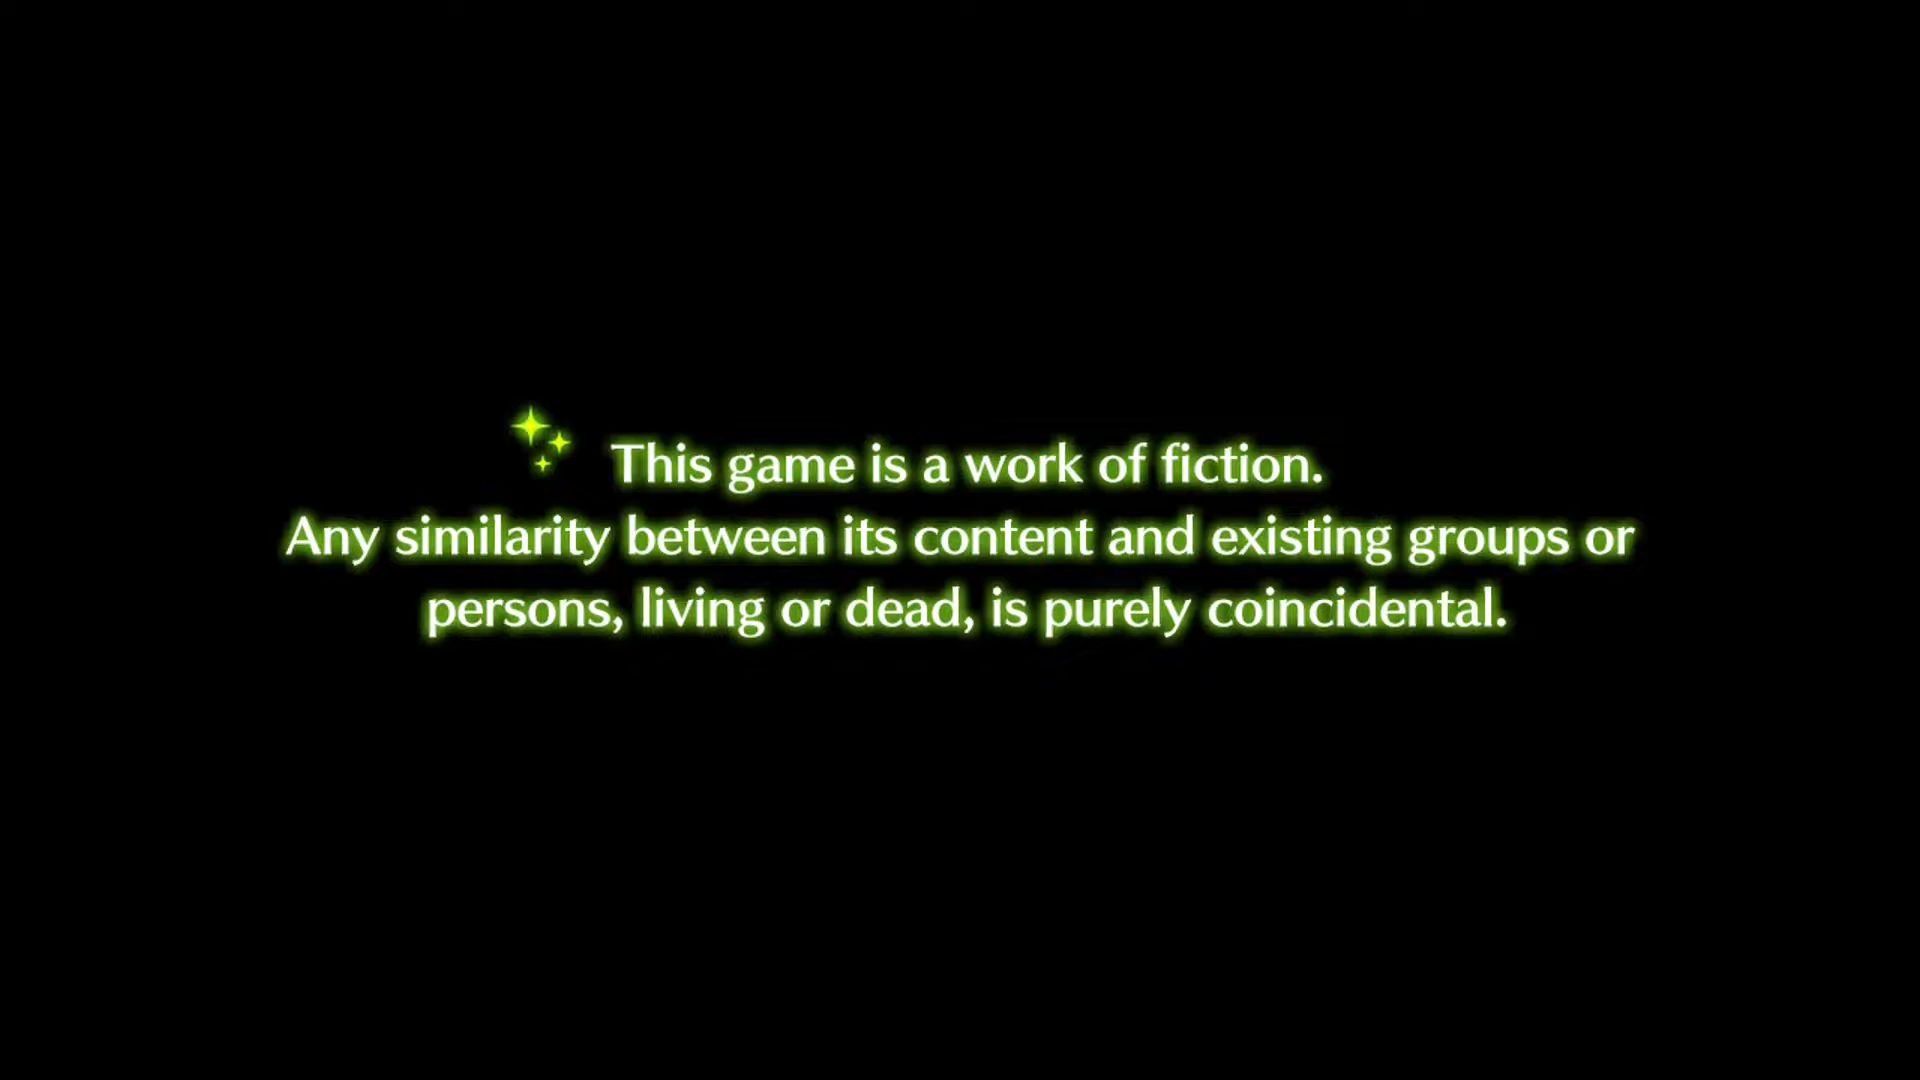 This game is a work of fiction.
Any similarity between its content and existing groups or
persons, living or dead, is purely coincidental.